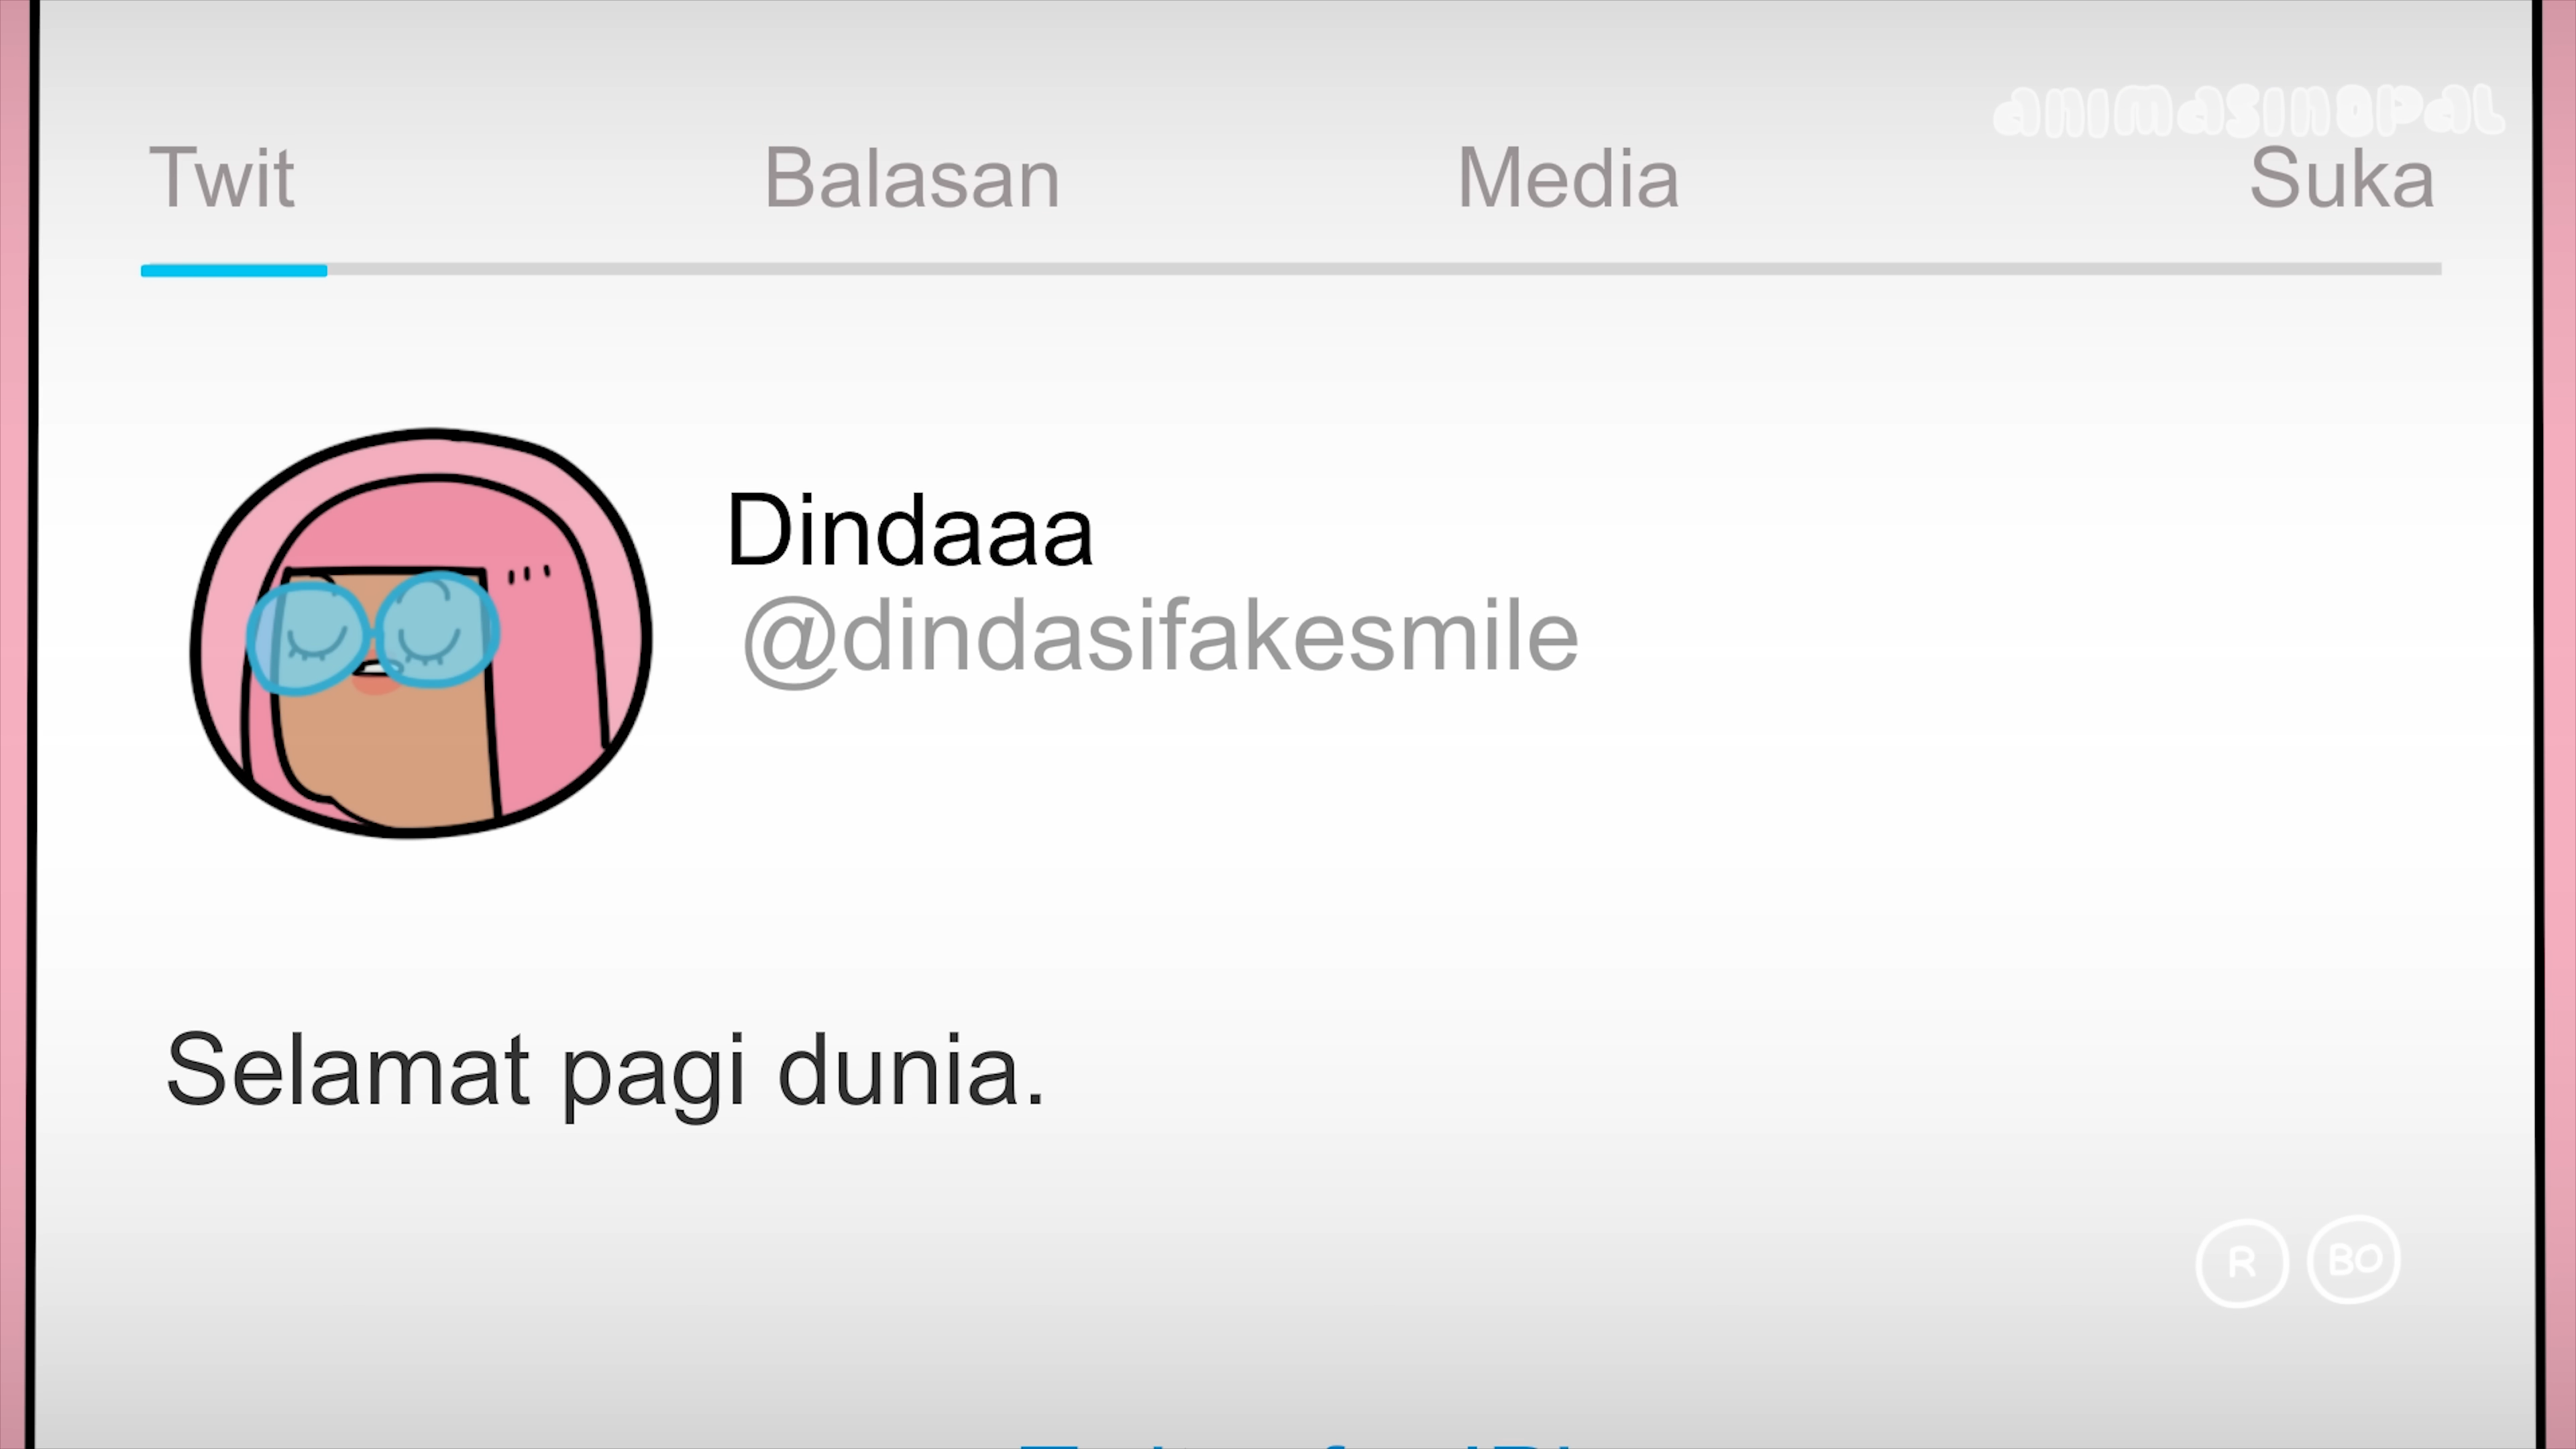 animasinopal
Twit Balasan Media Suka
Dindaaa
@dindasifakesmile
Selamat pagi dunia.
R BO